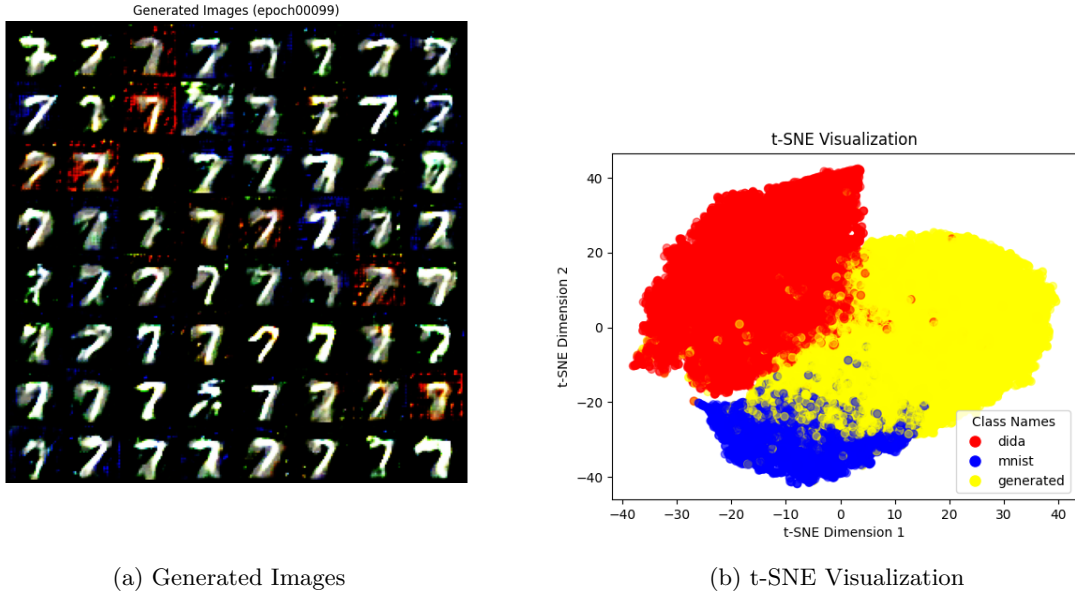 Generated Images (epoch00099)
t-SNE Visualization
t-SNE Dimension 2
40
20
0
−20
−40
−40 −30 −20 −10 0 10 20 30 40
t-SNE Dimension 1
Class Names
dida
mnist
generated
(a) Generated Images
(b) t-SNE Visualization